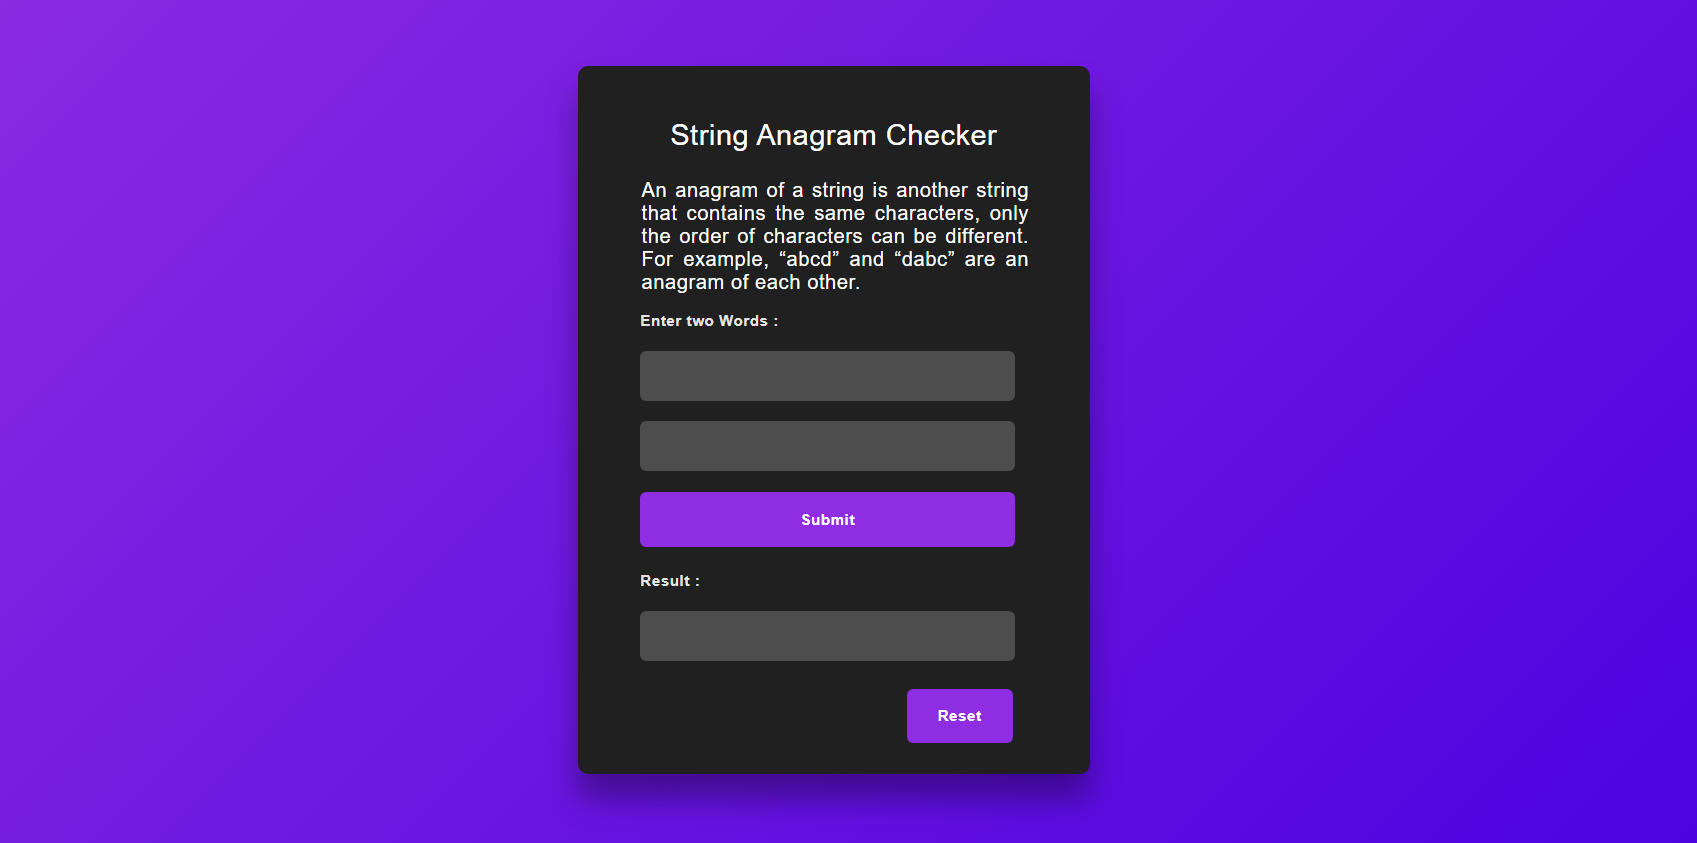 String Anagram Checker
An anagram of a string is another string
that contains the same characters, only
the order of characters can be different.
For example, “abcd” and “dabc” are an
anagram of each other.
Enter two Words :
Submit
Result :
Reset